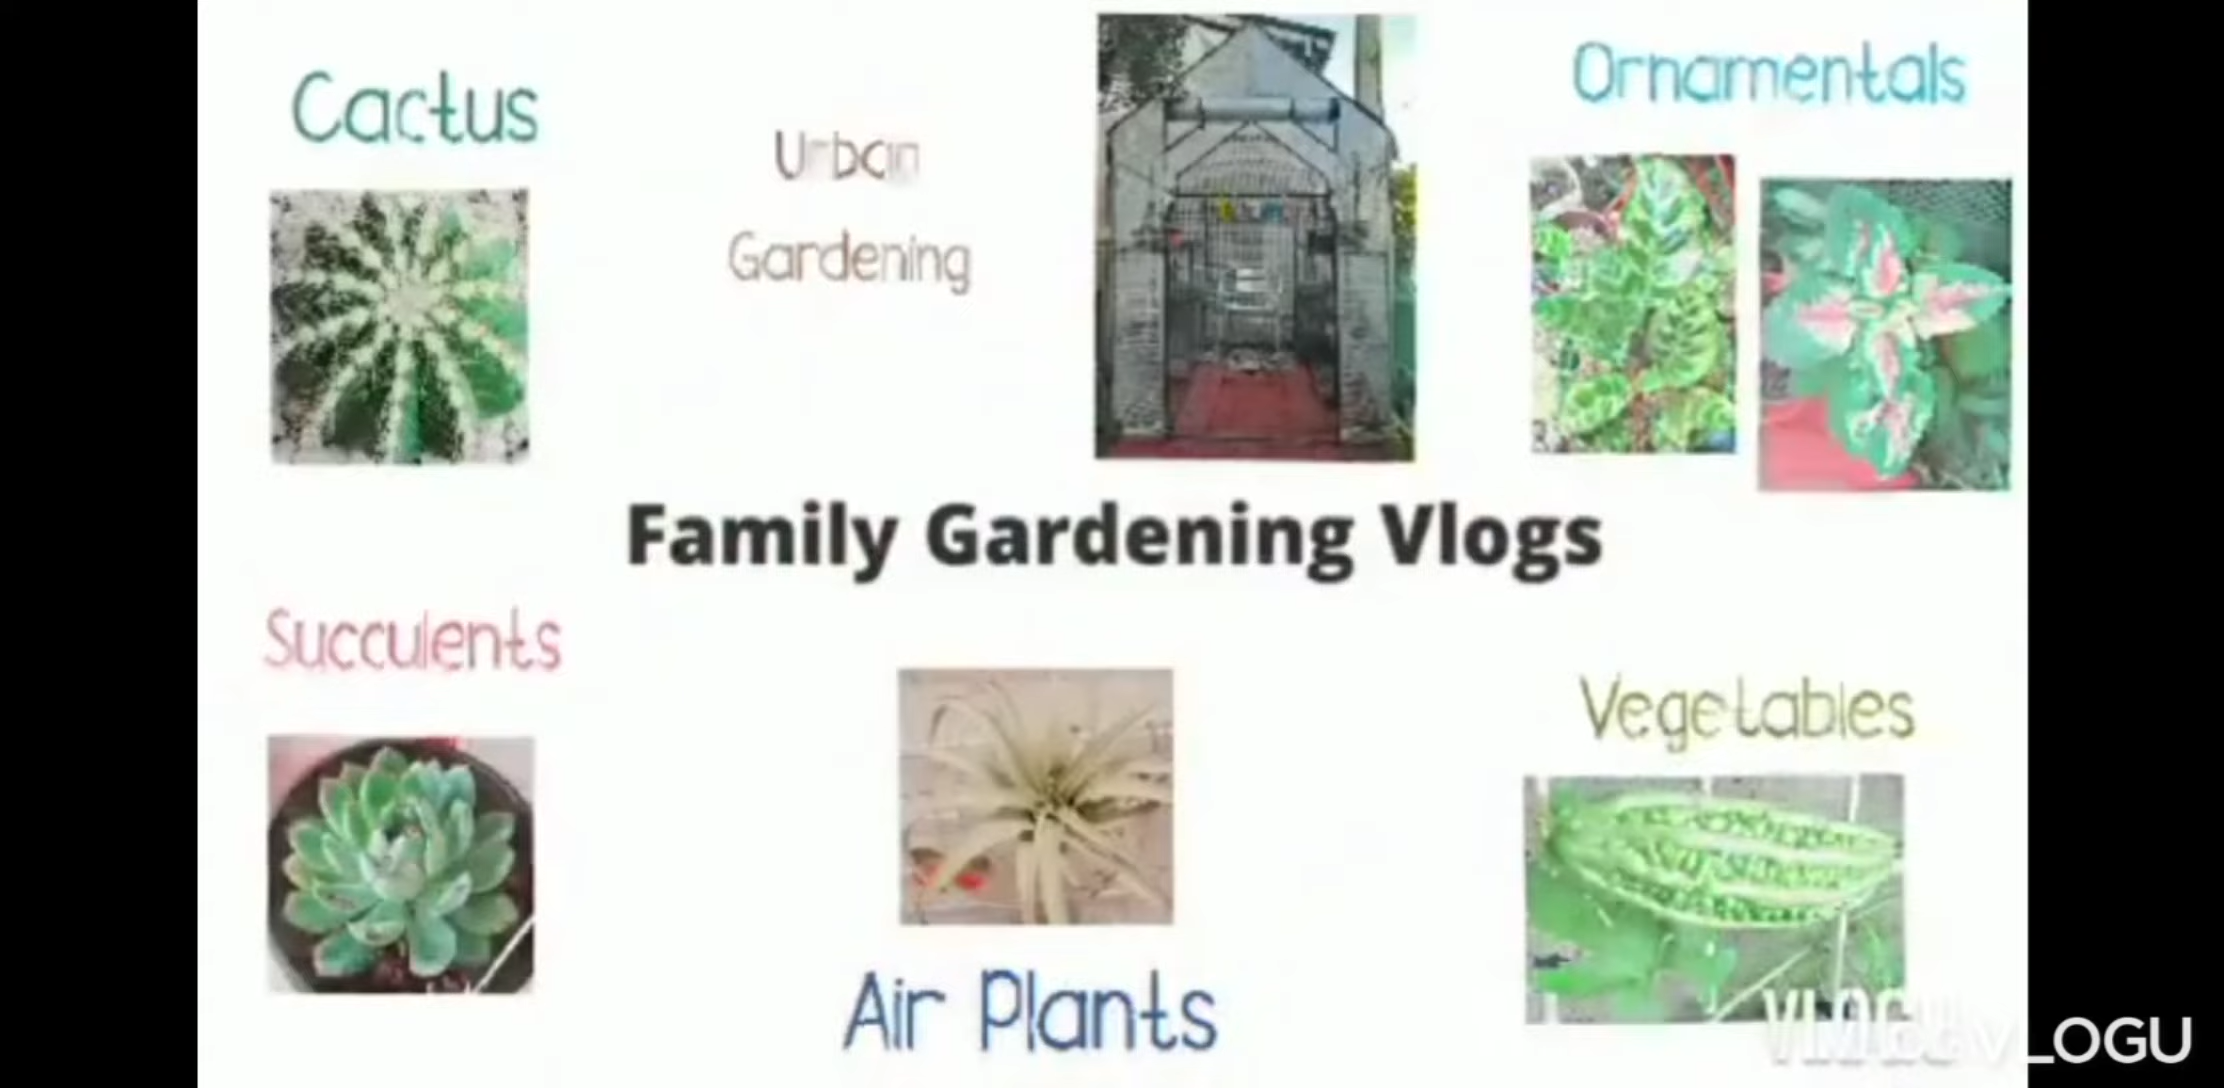 Cactus
Urban
Gardening
Ornamentals
Family Gardening Vlogs
Succulents
Air Plants
Vegetables